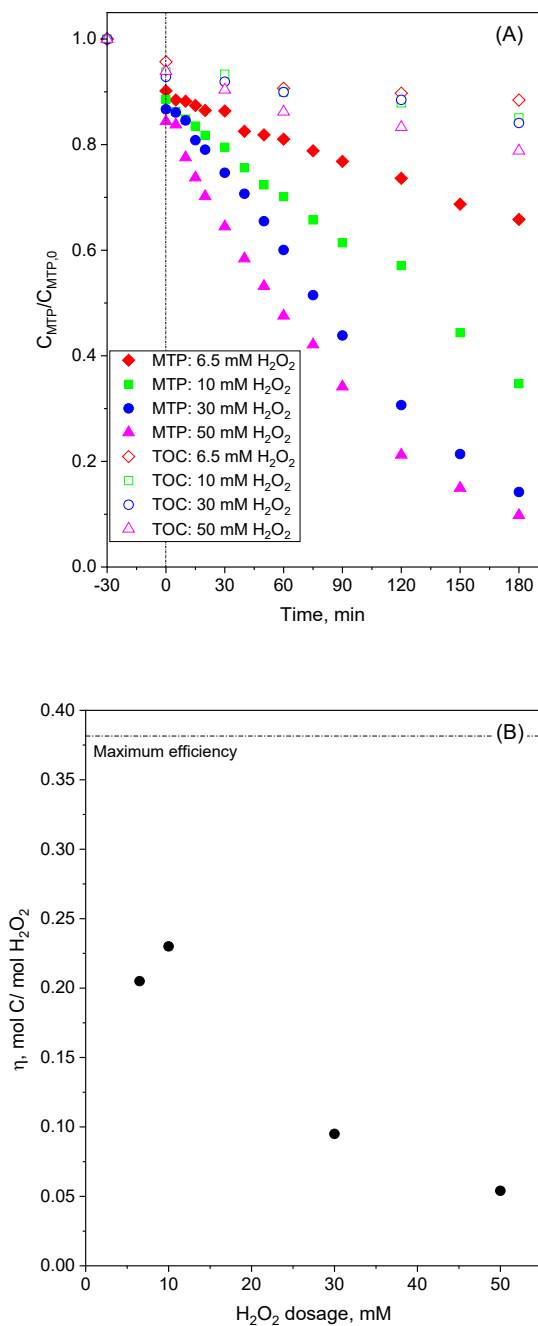 (A)
1.0
0.8
0.6
0.4
0.2
0.0
C_MTP/C_MTP,0
MTP: 6.5 mM H₂O₂
MTP: 10 mM H₂O₂
MTP: 30 mM H₂O₂
MTP: 50 mM H₂O₂
TOC: 6.5 mM H₂O₂
TOC: 10 mM H₂O₂
TOC: 30 mM H₂O₂
TOC: 50 mM H₂O₂
-30 0 30 60 90 120 150 180
Time, min
(B)
Maximum efficiency
0.40
0.35
0.30
0.25
0.20
0.15
0.10
0.05
0.00
η, mol C/ mol H₂O₂
0 10 20 30 40 50
H₂O₂ dosage, mM